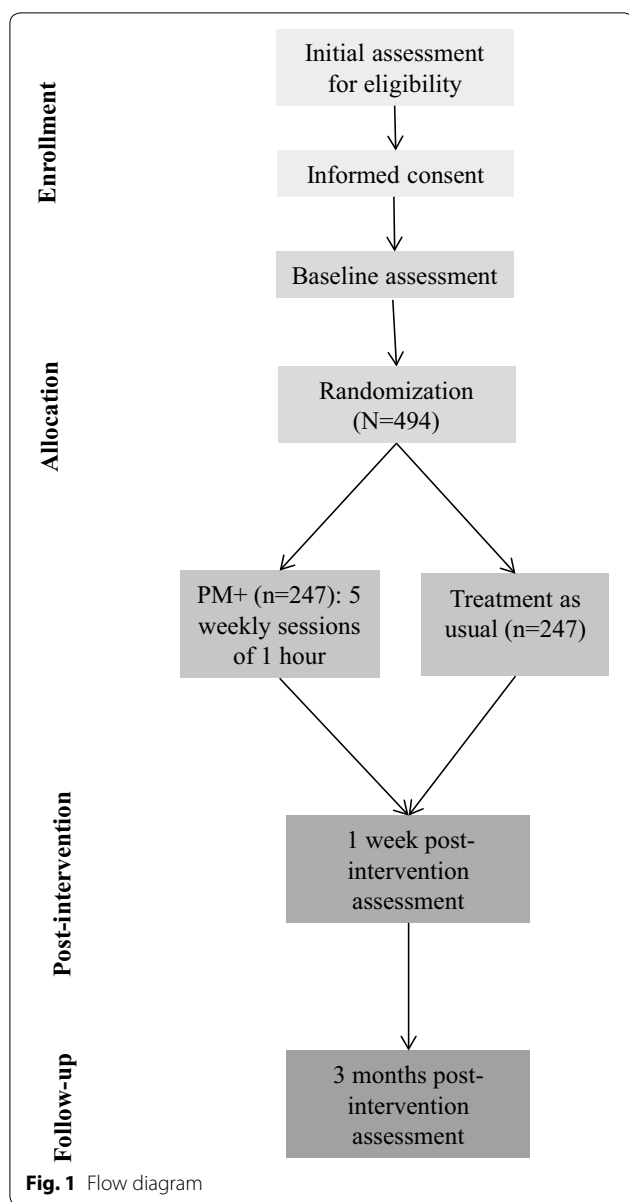 Enrollment
Initial assessment
for eligibility
Informed consent
Baseline assessment
Allocation
Randomization
(N=494)
PM+ (n=247): 5
weekly sessions
of 1 hour
Treatment as
usual (n=247)
Post-intervention
1 week post-
intervention
assessment
Follow-up
3 months post-
intervention
assessment
Fig. 1 Flow diagram